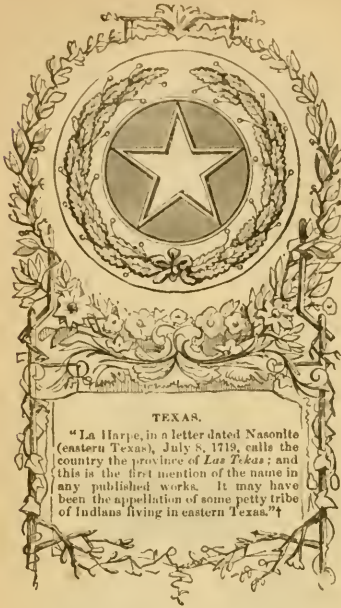 TEXAS.
"La Harpe, in a letter dated Nasonite
(eastern Texas), July 8, 1719, calls the
country the province of Las Tekas; and
this is the first mention of the name in
any published works. It may have
been the appellation of some petty tribe
of Indians living in eastern Texas."†